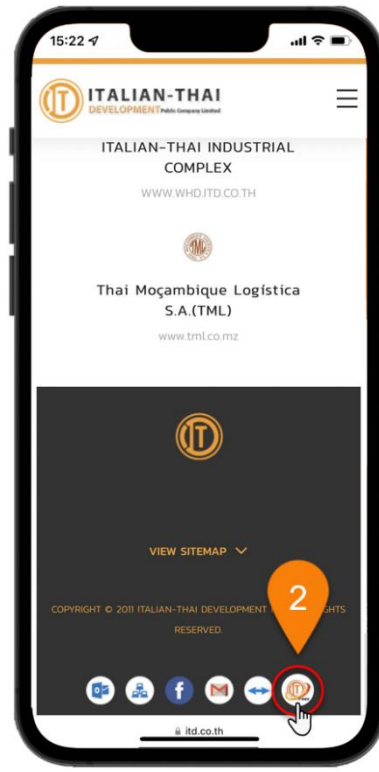 15:22
ITALIAN-THAI
DEVELOPMENT Public Company Limited
ITALIAN-THAI INDUSTRIAL
COMPLEX
WWW.WHD.ITD.CO.TH
TML
Thai Moçambique Logística
S.A.(TML)
www.tml.co.mz
VIEW SITEMAP
2
COPYRIGHT © 2011 ITALIAN-THAI DEVELOPMENT
RESERVED.
itd.co.th